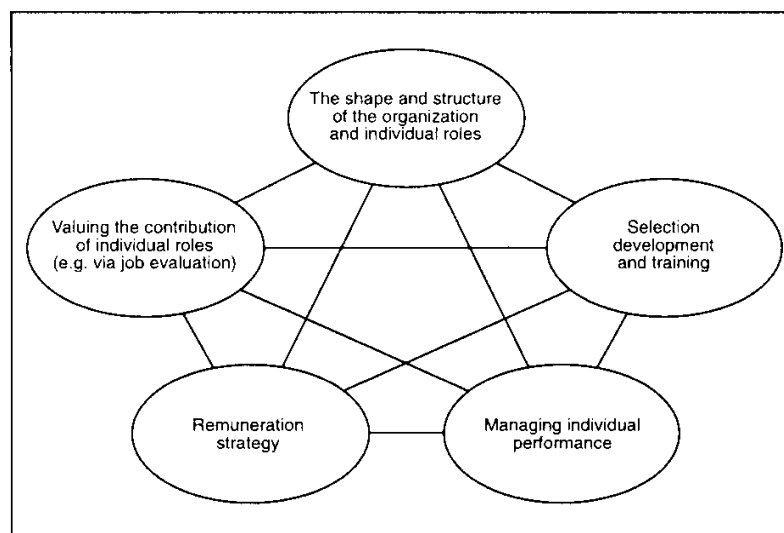 The shape and structure
of the organization
and individual roles
Valuing the contribution
of individual roles
(e.g. via job evaluation)
Selection
development
and training
Remuneration
strategy
Managing individual
performance